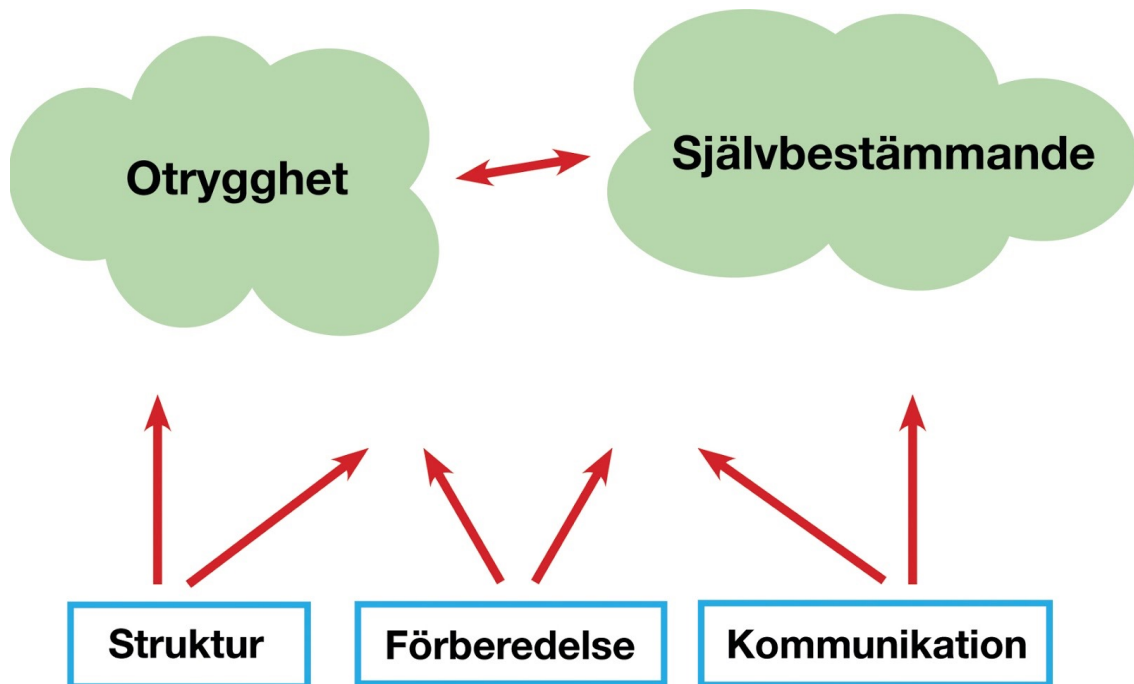 Otrygghet
Självbestämmande
Struktur
Förberedelse
Kommunikation